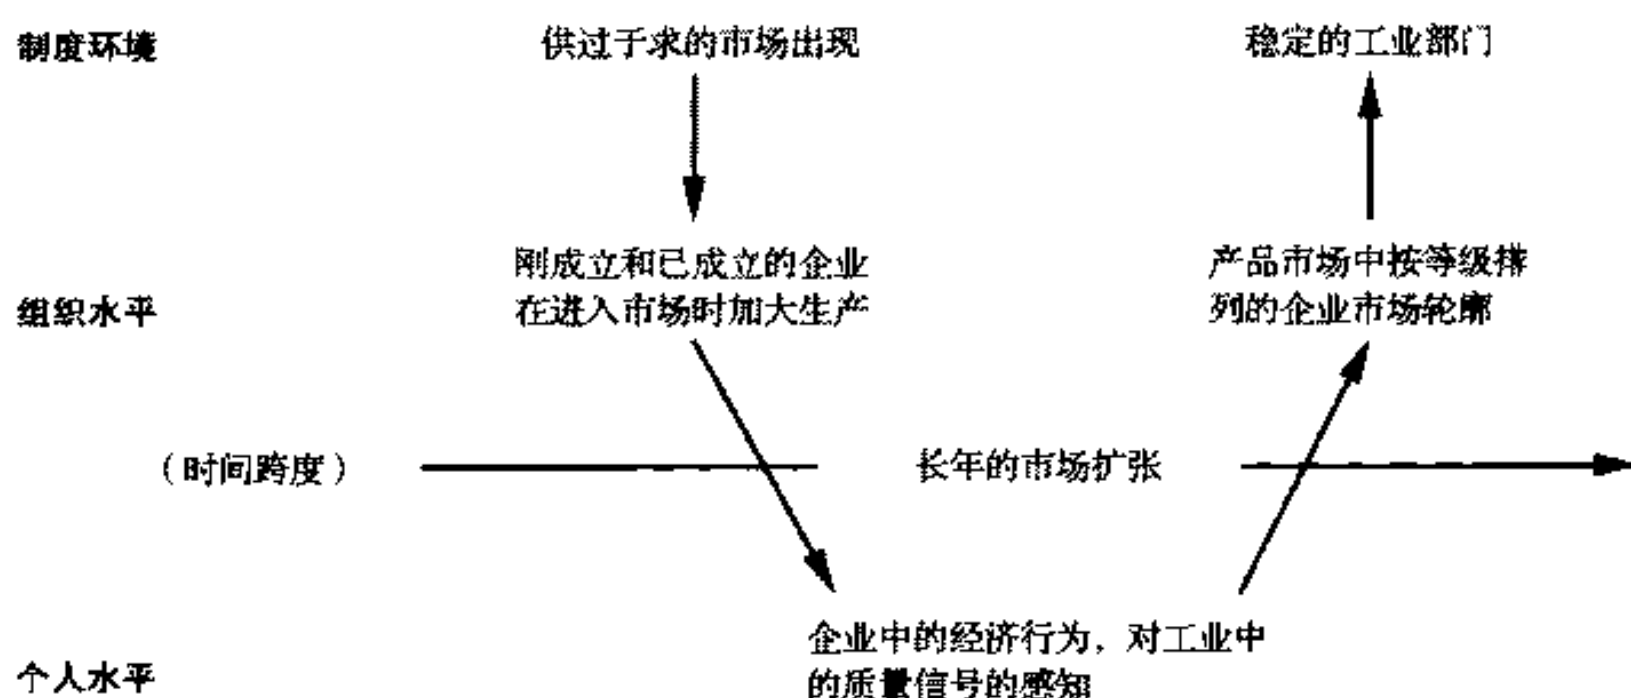 制度环境
供过于求的市场出现
稳定的工业部门
刚成立和已成立的企业
在进入市场时加大生产
产品市场中按等级排
列的企业市场轮廓
组织水平
(时间跨度)
长年的市场扩张
企业中的经济行为，对工业中
的质量信号的感知
个人水平